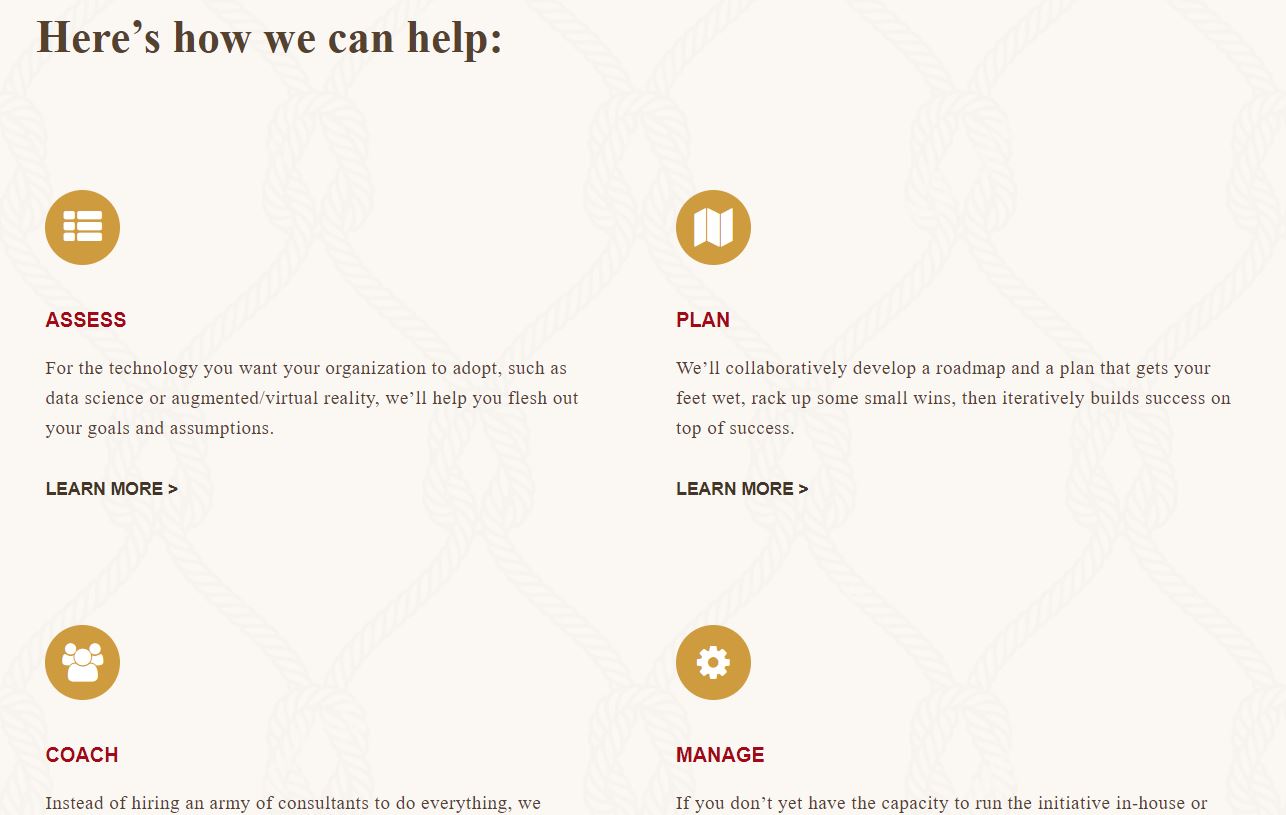 Here’s how we can help:
ASSESS
For the technology you want your organization to adopt, such as
data science or augmented/virtual reality, we’ll help you flesh out
your goals and assumptions.
LEARN MORE >
PLAN
We’ll collaboratively develop a roadmap and a plan that gets your
feet wet, rack up some small wins, then iteratively builds success on
top of success.
LEARN MORE >
COACH
Instead of hiring an army of consultants to do everything, we
MANAGE
If you don’t yet have the capacity to run the initiative in-house or